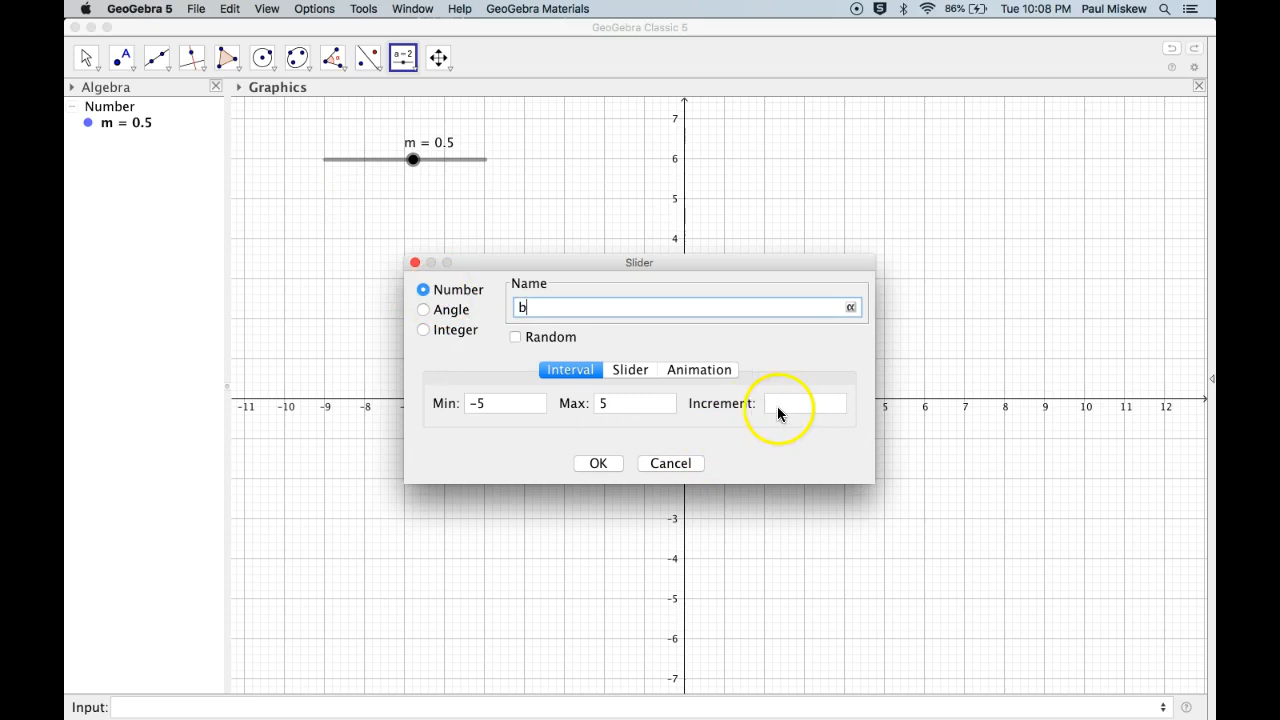 GeoGebra 5 File Edit View Options Tools Window Help GeoGebra Materials 86% Tue 10:08 PM Paul Miskew
GeoGebra Classic 5
a=2
Algebra
Graphics
Number
m = 0.5
m = 0.5
7
6
5
4
Slider
Number
Angle
Integer
Name
b
α
Random
Interval Slider Animation
Min: -5 Max: 5 Increment:
OK Cancel
-11 -10 -9 -8 5 6 7 8 9 10 11 12
-3
-4
-5
-6
-7
Input: